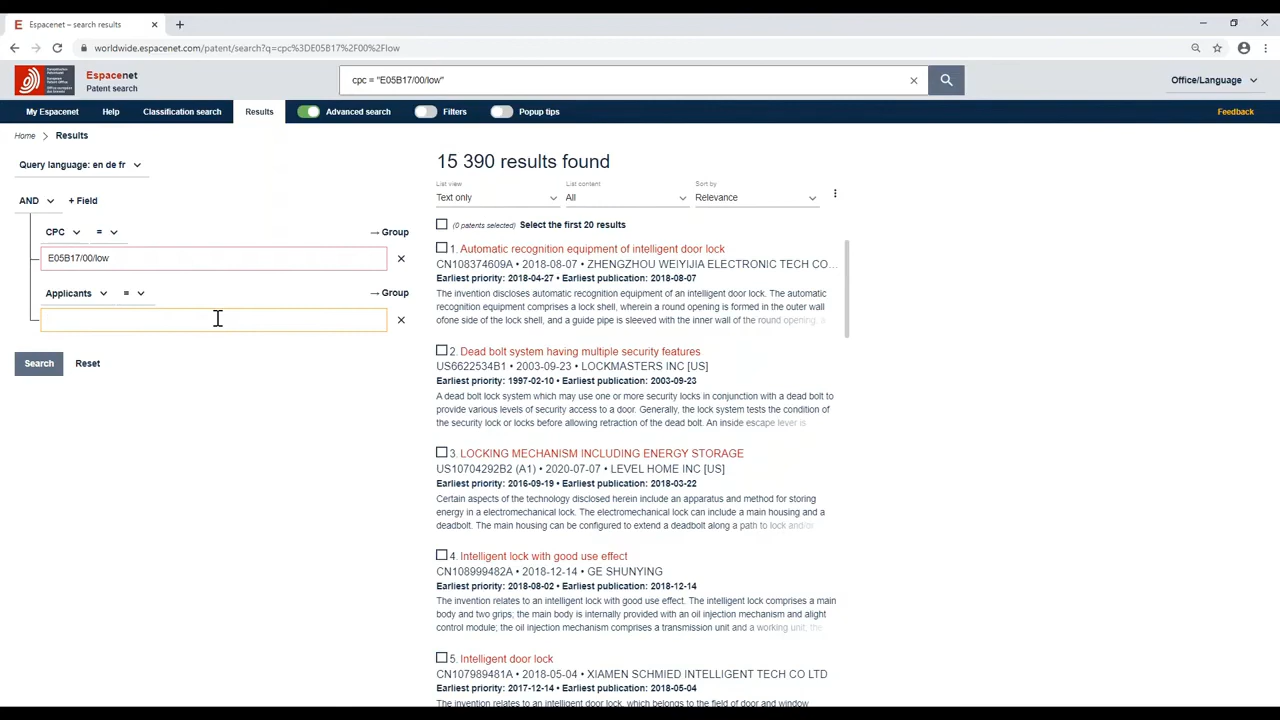 Espacenet – search results
worldwide.espacenet.com/patent/search?q=cpc%3DE05B17%2F00%2Flow
Espacenet
Patent search
cpc = "E05B17/00/low"
Office/Language
My Espacenet
Help
Classification search
Results
Advanced search
Filters
Popup tips
Feedback
Home
Results
Query language: en de fr
AND
+ Field
CPC
=
→ Group
E05B17/00/low
Applicants
=
→ Group
Search
Reset
15 390 results found
List view
List content
Sort by
Text only
All
Relevance
(0 patents selected) Select the first 20 results
1. Automatic recognition equipment of intelligent door lock
CN108374609A • 2018-08-07 • ZHENGZHOU WEIYIJIA ELECTRONIC TECH CO...
Earliest priority: 2018-04-27 • Earliest publication: 2018-08-07
The invention discloses automatic recognition equipment of an intelligent door lock. The automatic
recognition equipment comprises a lock shell, wherein a round opening is formed in the outer wall
ofone side of the lock shell, and a guide pipe is sleeved with the inner wall of the round opening; a
2. Dead bolt system having multiple security features
US6622534B1 • 2003-09-23 • LOCKMASTERS INC [US]
Earliest priority: 1997-02-10 • Earliest publication: 2003-09-23
A dead bolt lock system which may use one or more security locks in conjunction with a dead bolt to
provide various levels of security access to a door. Generally, the lock system tests the condition of
the security lock or locks before allowing retraction of the dead bolt. An inside escape lever is
3. LOCKING MECHANISM INCLUDING ENERGY STORAGE
US10704292B2 (A1) • 2020-07-07 • LEVEL HOME INC [US]
Earliest priority: 2016-09-19 • Earliest publication: 2018-03-22
Certain aspects of the technology disclosed herein include an apparatus and method for storing
energy in a electromechanical lock. The electromechanical lock can include a main housing and a
deadbolt. The main housing can be configured to extend a deadbolt along a path to lock and/or
4. Intelligent lock with good use effect
CN108999482A • 2018-12-14 • GE SHUNYING
Earliest priority: 2018-08-02 • Earliest publication: 2018-12-14
The invention relates to an intelligent lock with good use effect. The intelligent lock comprises a main
body and two grips; the main body is internally provided with an oil injection mechanism and alight
control module; the oil injection mechanism comprises a transmission unit and a working unit; the
5. Intelligent door lock
CN107989481A • 2018-05-04 • XIAMEN SCHMIED INTELLIGENT TECH CO LTD
Earliest priority: 2017-12-14 • Earliest publication: 2018-05-04
The invention relates to an intelligent door lock, which belongs to the field of door and window